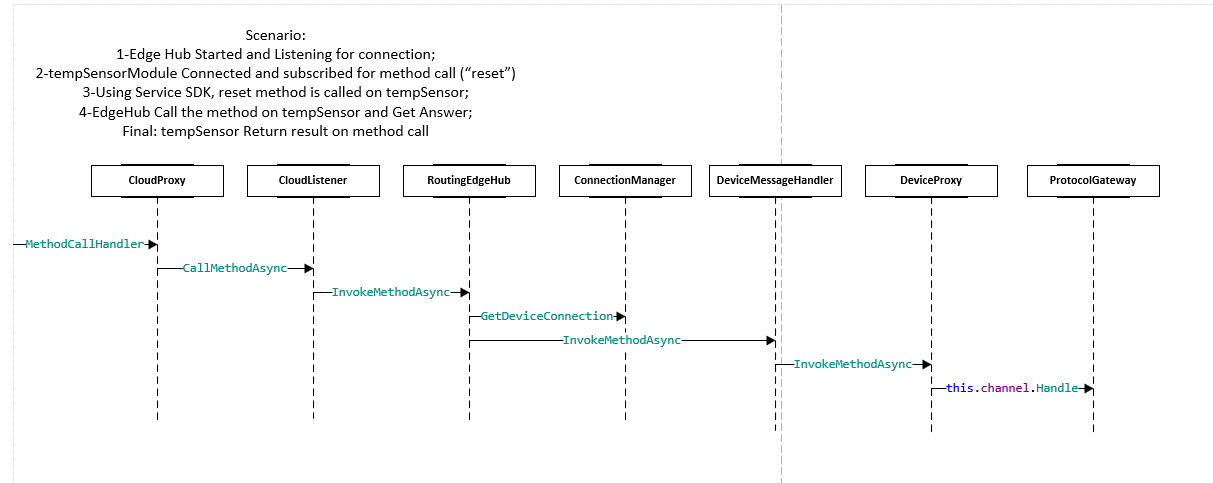 Scenario:
1-Edge Hub Started and Listening for connection;
2-tempSensorModule Connected and subscribed for method call (“reset”)
3-Using Service SDK, reset method is called on tempSensor;
4-EdgeHub Call the method on tempSensor and Get Answer;
Final: tempSensor Return result on method call
CloudProxy
CloudListener
RoutingEdgeHub
ConnectionManager
DeviceMessageHandler
DeviceProxy
ProtocolGateway
MethodCallHandler
CallMethodAsync
InvokeMethodAsync
GetDeviceConnection
InvokeMethodAsync
InvokeMethodAsync
this.channel.Handle